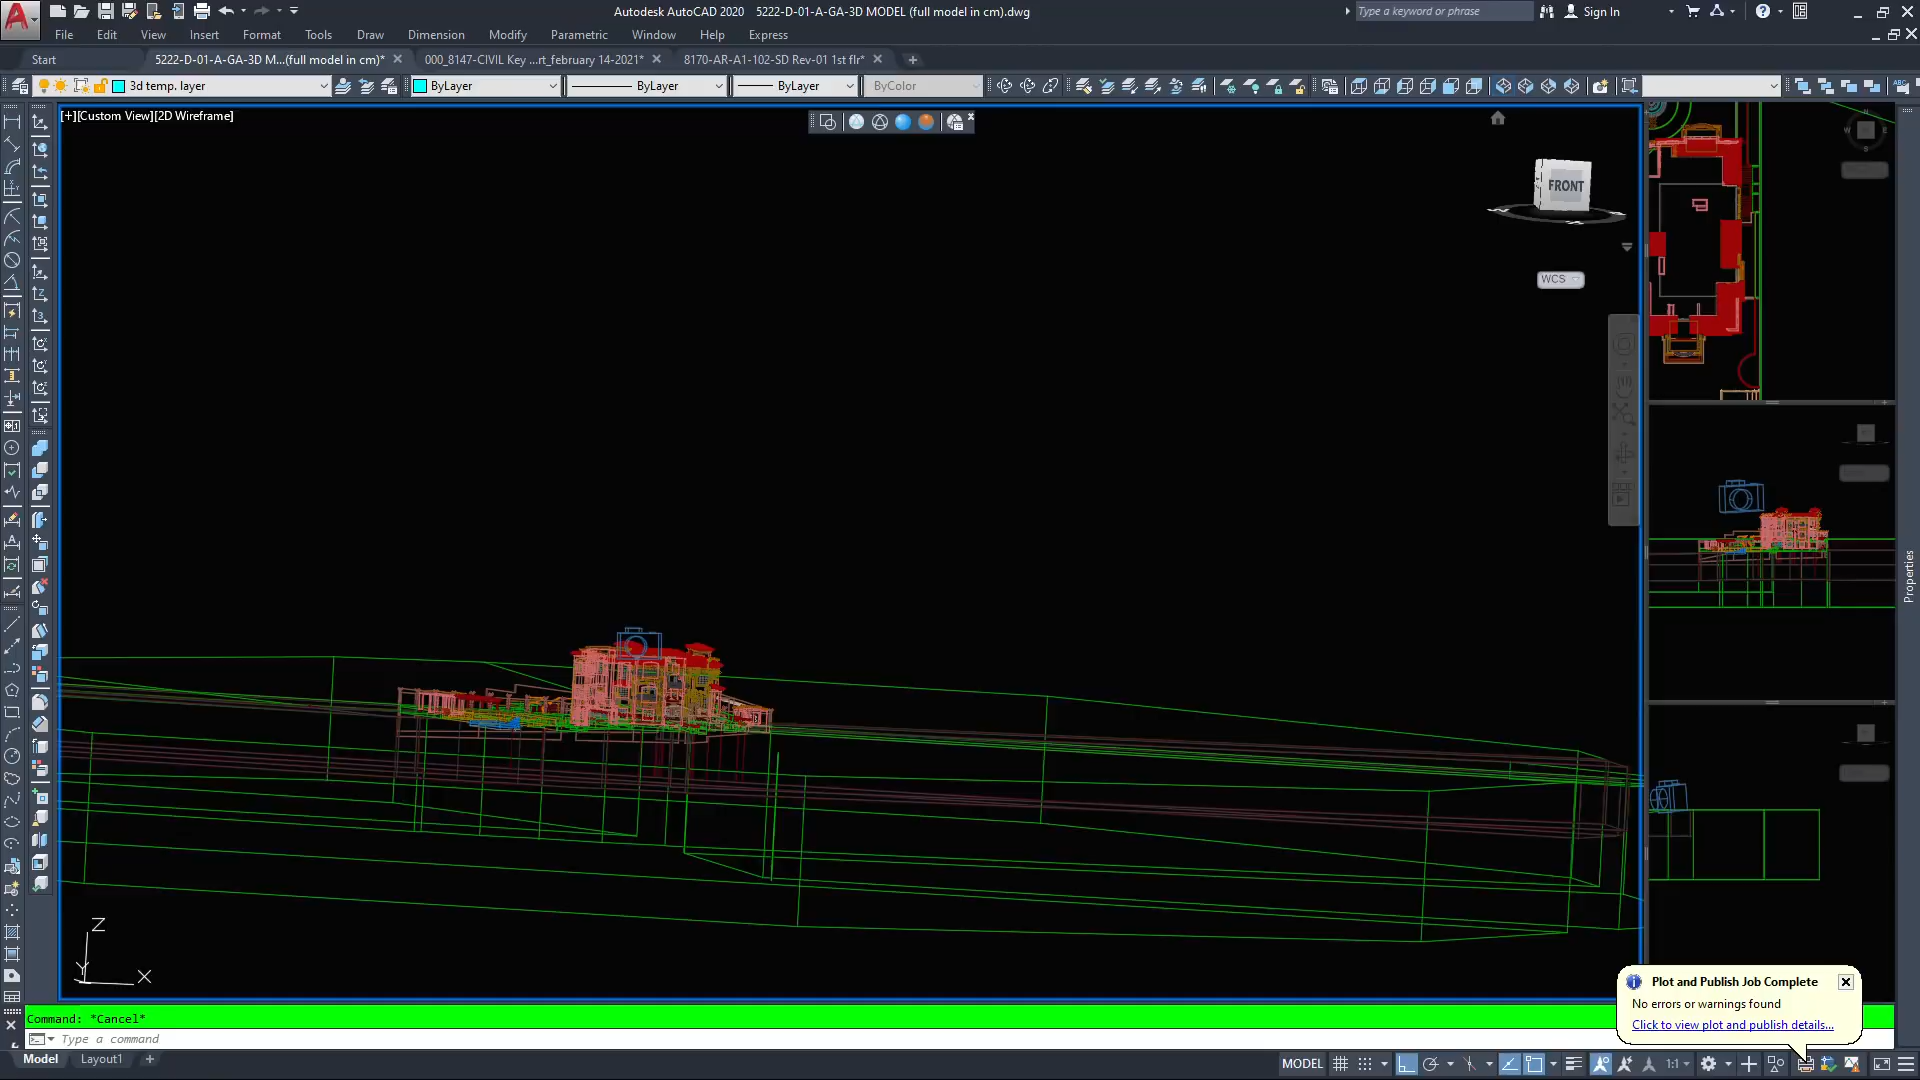 Autodesk AutoCAD 2020 5222-D-01-A-GA-3D MODEL (full model in cm).dwg
Type a keyword or phrase
Sign In
File Edit View Insert Format Tools Draw Dimension Modify Parametric Window Help Express
Start 5222-D-01-A-GA-3D M...(full model in cm)* 000_8147-CIVIL Key ...rt_february 14-2021* 8170-AR-A1-102-SD Rev-01 1st flr*
3d temp. layer ByLayer ByLayer ByLayer ByColor
[+][Custom View][2D Wireframe]
FRONT
WCS
Properties
Z
Y X
Plot and Publish Job Complete
No errors or warnings found
Click to view plot and publish details...
Command: *Cancel*
Type a command
Model Layout1
MODEL 1:1